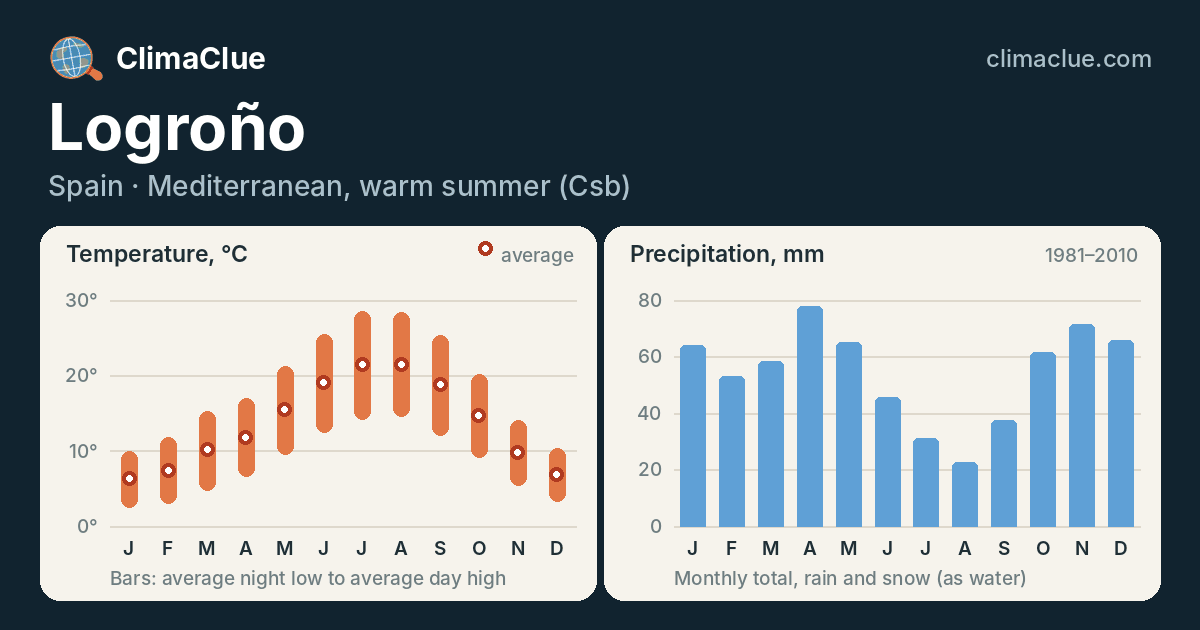 ClimaClue
climaclue.com
Logroño
Spain · Mediterranean, warm summer (Csb)
Temperature, °C
average
30°
20°
10°
0°
J F M A M J J A S O N D
Bars: average night low to average day high
Precipitation, mm
1981–2010
80
60
40
20
0
J F M A M J J A S O N D
Monthly total, rain and snow (as water)